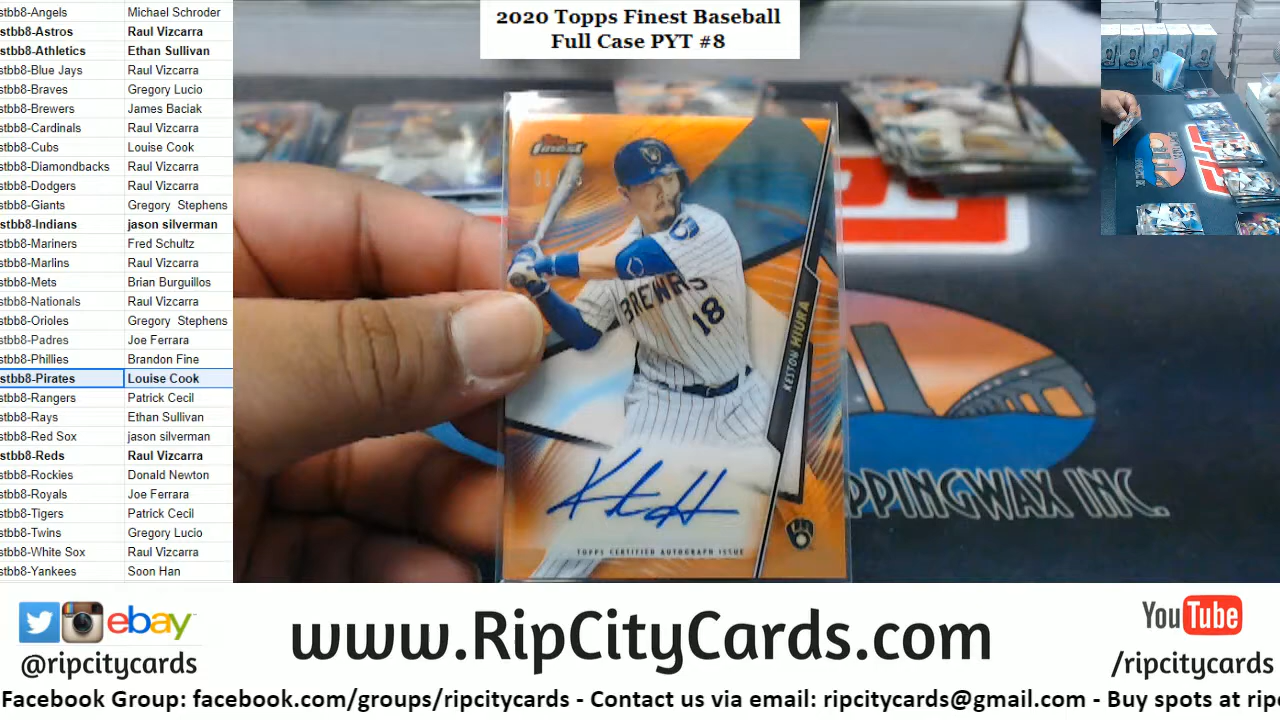 2020 Topps Finest Baseball
Full Case PYT #8
stbb8-Angels Michael Schroder
stbb8-Astros Raul Vizcarra
stbb8-Athletics Ethan Sullivan
stbb8-Blue Jays Raul Vizcarra
stbb8-Braves Gregory Lucio
stbb8-Brewers James Baciak
stbb8-Cardinals Raul Vizcarra
stbb8-Cubs Louise Cook
stbb8-Diamondbacks Raul Vizcarra
stbb8-Dodgers Raul Vizcarra
stbb8-Giants Gregory Stephens
stbb8-Indians jason silverman
stbb8-Mariners Fred Schultz
stbb8-Marlins Raul Vizcarra
stbb8-Mets Brian Burguillos
stbb8-Nationals Raul Vizcarra
stbb8-Orioles Gregory Stephens
stbb8-Padres Joe Ferrara
stbb8-Phillies Brandon Fine
stbb8-Pirates Louise Cook
stbb8-Rangers Patrick Cecil
stbb8-Rays Ethan Sullivan
stbb8-Red Sox jason silverman
stbb8-Reds Raul Vizcarra
stbb8-Rockies Donald Newton
stbb8-Royals Joe Ferrara
stbb8-Tigers Patrick Cecil
stbb8-Twins Gregory Lucio
stbb8-White Sox Raul Vizcarra
stbb8-Yankees Soon Han
Topps
finest
BREWRS
18
KESTON HIURA
TOPPS CERTIFIED AUTOGRAPH ISSUE
PPINGWAX INC.
ebay
@ripcitycards
www.RipCityCards.com
YouTube
/ripcitycards
Facebook Group: facebook.com/groups/ripcitycards - Contact us via email: ripcitycards@gmail.com - Buy spots at ripc